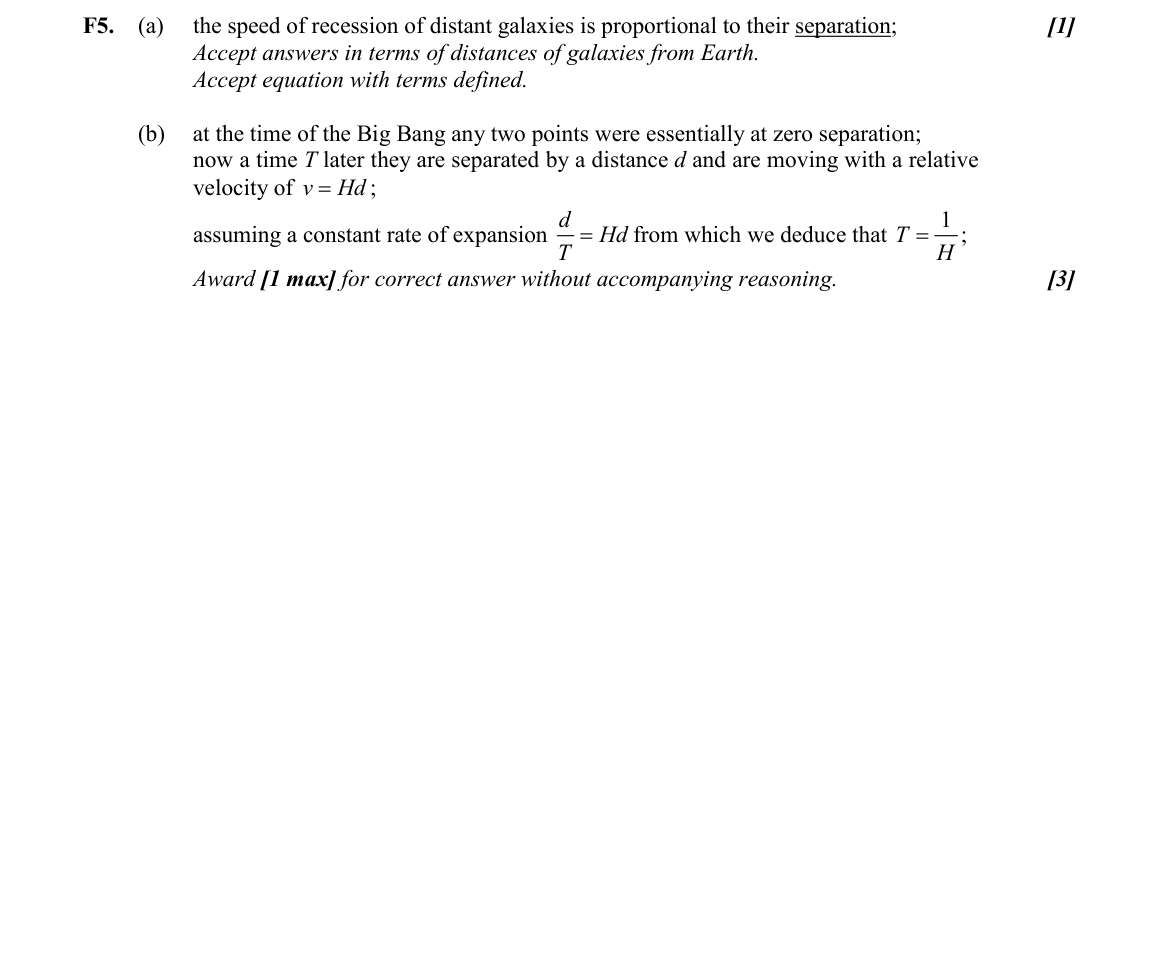 F5. (a) the speed of recession of distant galaxies is proportional to their separation; [1]
Accept answers in terms of distances of galaxies from Earth.
Accept equation with terms defined.
(b) at the time of the Big Bang any two points were essentially at zero separation;
now a time T later they are separated by a distance d and are moving with a relative
velocity of v = Hd;
assuming a constant rate of expansion d/T = Hd from which we deduce that T = 1/H;
Award [1 max] for correct answer without accompanying reasoning. [3]